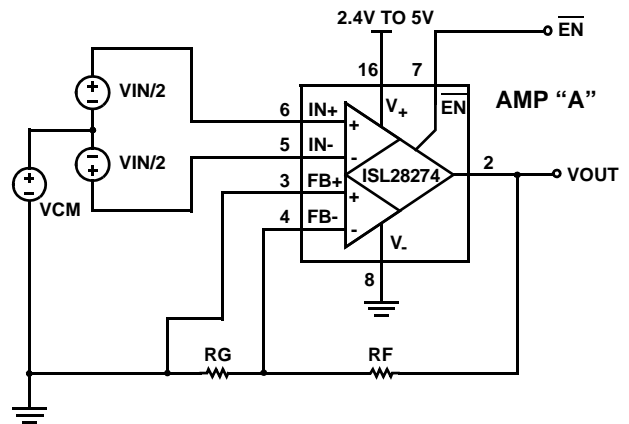 2.4V TO 5V
EN
16
7
VIN/2
AMP “A”
6
IN+
V+
EN
+
-
+
5
IN-
-
-
+
VIN/2
3
FB+
ISL28274
2
VOUT
+
-
+
VCM
4
FB-
-
V-
8
RG
RF